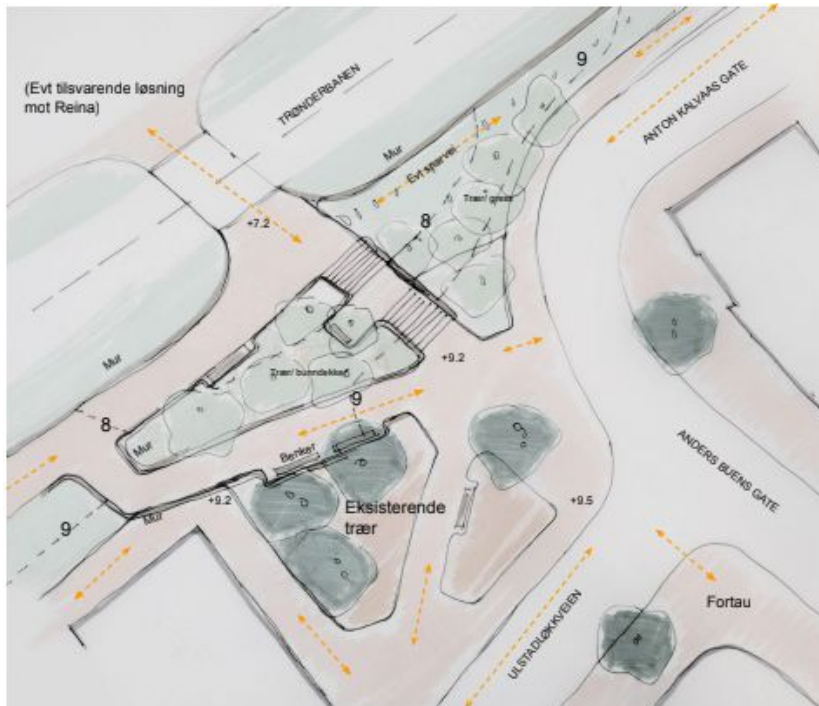 (Evt tilsvarende løsning
mot Reina)
TRØNDERBANEN
9
ANTON KALVAAS GATE
Mur
Evt sparvei
Trær/ gress
8
+7.2
Mur
+9.2
Trær/ bunndekker
9
8
Mur
Benker
ANDERS BUENS GATE
+9.2
+9.5
Mur
9
Eksisterende
trær
Fortau
ULSTADLØKKVEIEN